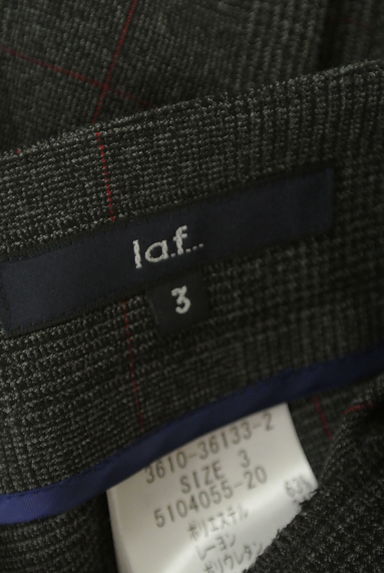 la.f...
3
3610-36133-2
SIZE 3
5104055-20
ポリエステル 63%
レーヨン
ポリウレタン